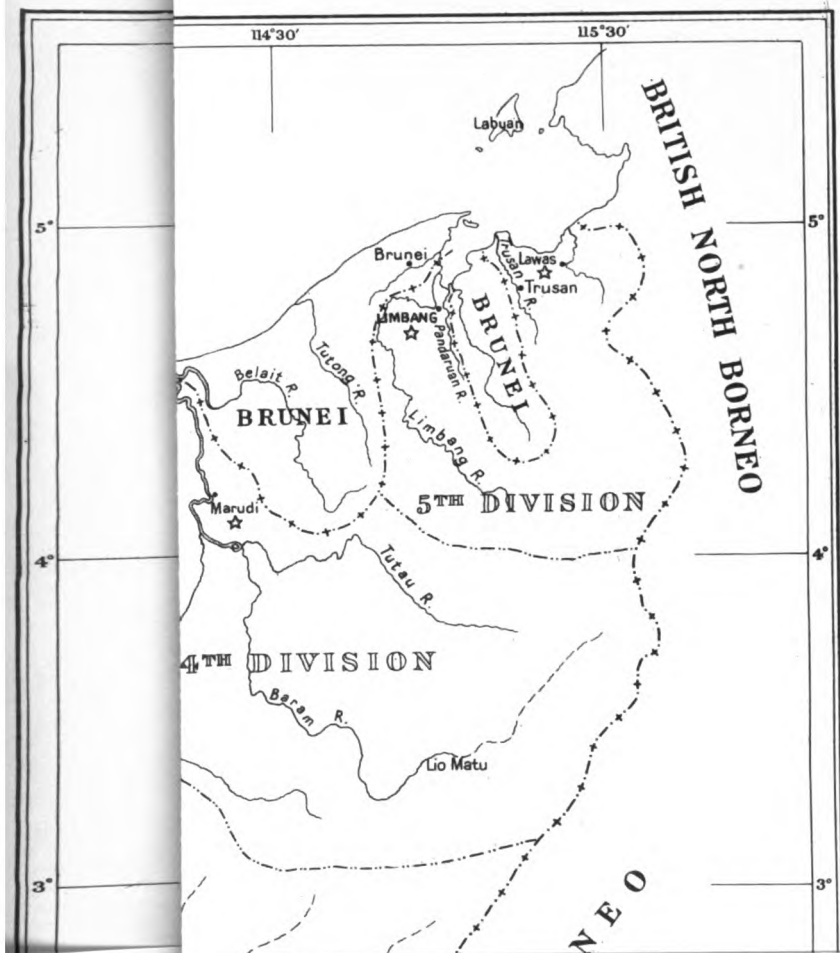 114°30'
115°30'
BRITISH NORTH BORNEO
Labuan
5°
5°
Brunei
Trusan R.
Lawas
Trusan
LIMBANG
BRUNEI
Pandaruan R.
Tutong R.
Belait R.
BRUNEI
Limbang R.
5TH DIVISION
Marudi
4°
4°
Tutau R.
4TH DIVISION
Baram R.
Lio Matu
3°
3°
NEO